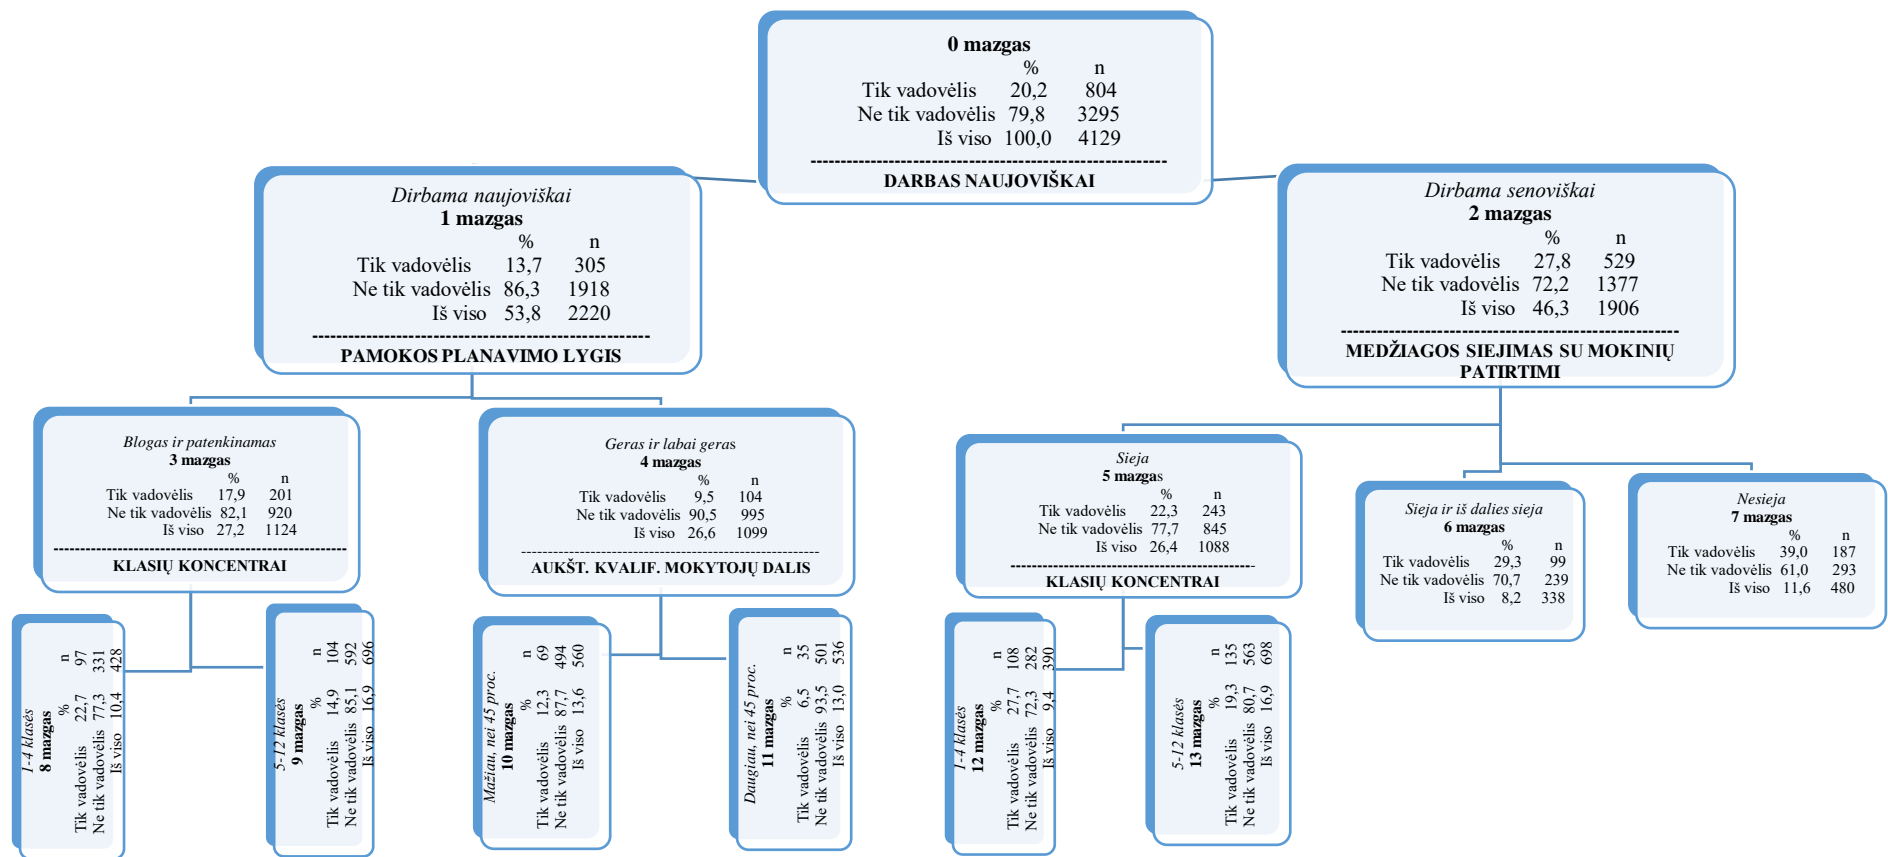 0 mazgas
% n
Tik vadovėlis 20,2 804
Ne tik vadovėlis 79,8 3295
Iš viso 100,0 4129
-----------------------------------------------------------
DARBAS NAUJOVIŠKAI
Dirbama naujoviškai
1 mazgas
% n
Tik vadovėlis 13,7 305
Ne tik vadovėlis 86,3 1918
Iš viso 53,8 2220
--------------------------------------------------------
PAMOKOS PLANAVIMO LYGIS
Dirbama senoviškai
2 mazgas
% n
Tik vadovėlis 27,8 529
Ne tik vadovėlis 72,2 1377
Iš viso 46,3 1906
--------------------------------------------------------
MEDŽIAGOS SIEJIMAS SU MOKINIŲ
PATIRTIMI
Blogas ir patenkinamas
3 mazgas
% n
Tik vadovėlis 17,9 201
Ne tik vadovėlis 82,1 920
Iš viso 27,2 1124
--------------------------------------------------------
KLASIŲ KONCENTRAI
Geras ir labai geras
4 mazgas
% n
Tik vadovėlis 9,5 104
Ne tik vadovėlis 90,5 995
Iš viso 26,6 1099
--------------------------------------------------------
AUKŠT. KVALIF. MOKYTOJŲ DALIS
Sieja
5 mazgas
% n
Tik vadovėlis 22,3 243
Ne tik vadovėlis 77,7 845
Iš viso 26,4 1088
-----------------------------------------------
KLASIŲ KONCENTRAI
Sieja ir iš dalies sieja
6 mazgas
% n
Tik vadovėlis 29,3 99
Ne tik vadovėlis 70,7 239
Iš viso 8,2 338
Nesieja
7 mazgas
% n
Tik vadovėlis 39,0 187
Ne tik vadovėlis 61,0 293
Iš viso 11,6 480
1-4 klasės
8 mazgas
% n
Tik vadovėlis 22,7 97
Ne tik vadovėlis 77,3 331
Iš viso 10,4 428
5-12 klasės
9 mazgas
% n
Tik vadovėlis 14,9 104
Ne tik vadovėlis 85,1 592
Iš viso 16,9 696
Mažiau, nei 45 proc.
10 mazgas
% n
Tik vadovėlis 12,3 69
Ne tik vadovėlis 87,7 494
Iš viso 13,6 560
Daugiau, nei 45 proc.
11 mazgas
% n
Tik vadovėlis 6,5 35
Ne tik vadovėlis 93,5 501
Iš viso 13,0 536
1-4 klasės
12 mazgas
% n
Tik vadovėlis 27,7 108
Ne tik vadovėlis 72,3 282
Iš viso 9,4 390
5-12 klasės
13 mazgas
% n
Tik vadovėlis 19,3 135
Ne tik vadovėlis 80,7 563
Iš viso 16,9 698